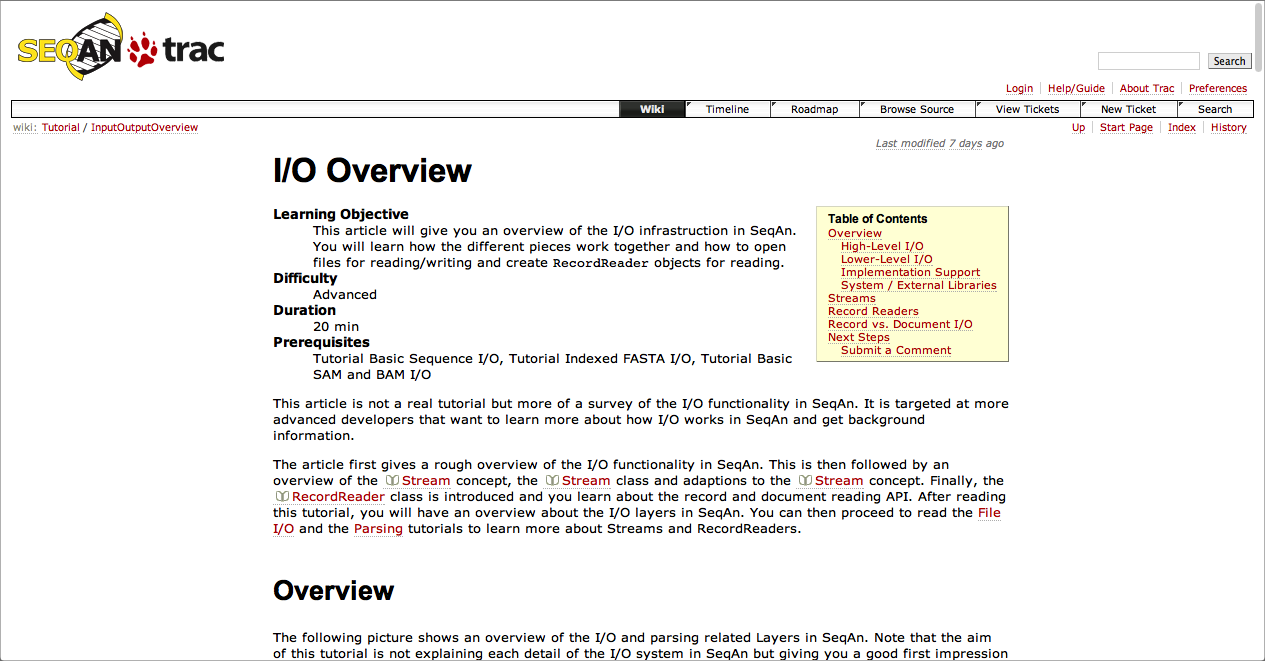 SEQAN trac
Search
Login Help/Guide About Trac Preferences
Wiki Timeline Roadmap Browse Source View Tickets New Ticket Search
wiki: Tutorial / InputOutputOverview
Up Start Page Index History
Last modified 7 days ago
I/O Overview
Learning Objective
This article will give you an overview of the I/O infrastruction in SeqAn.
You will learn how the different pieces work together and how to open
files for reading/writing and create RecordReader objects for reading.
Difficulty
Advanced
Duration
20 min
Prerequisites
Tutorial Basic Sequence I/O, Tutorial Indexed FASTA I/O, Tutorial Basic
SAM and BAM I/O
Table of Contents
Overview
High-Level I/O
Lower-Level I/O
Implementation Support
System / External Libraries
Streams
Record Readers
Record vs. Document I/O
Next Steps
Submit a Comment
This article is not a real tutorial but more of a survey of the I/O functionality in SeqAn. It is targeted at more
advanced developers that want to learn more about how I/O works in SeqAn and get background
information.
The article first gives a rough overview of the I/O functionality in SeqAn. This is then followed by an
overview of the Stream concept, the Stream class and adaptions to the Stream concept. Finally, the
RecordReader class is introduced and you learn about the record and document reading API. After reading
this tutorial, you will have an overview about the I/O layers in SeqAn. You can then proceed to read the File
I/O and the Parsing tutorials to learn more about Streams and RecordReaders.
Overview
The following picture shows an overview of the I/O and parsing related Layers in SeqAn. Note that the aim
of this tutorial is not explaining each detail of the I/O system in SeqAn but giving you a good first impression